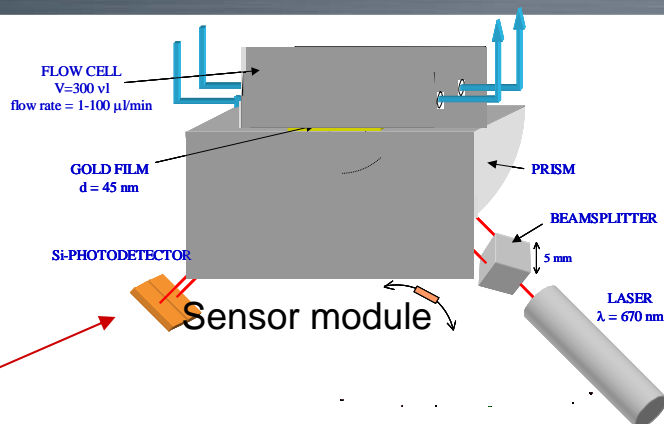 FLOW CELL
V=300 νl
flow rate = 1-100 μl/min
GOLD FILM
d = 45 nm
PRISM
BEAMSPLITTER
5 mm
Si-PHOTODETECTOR
LASER
λ = 670 nm
Sensor module